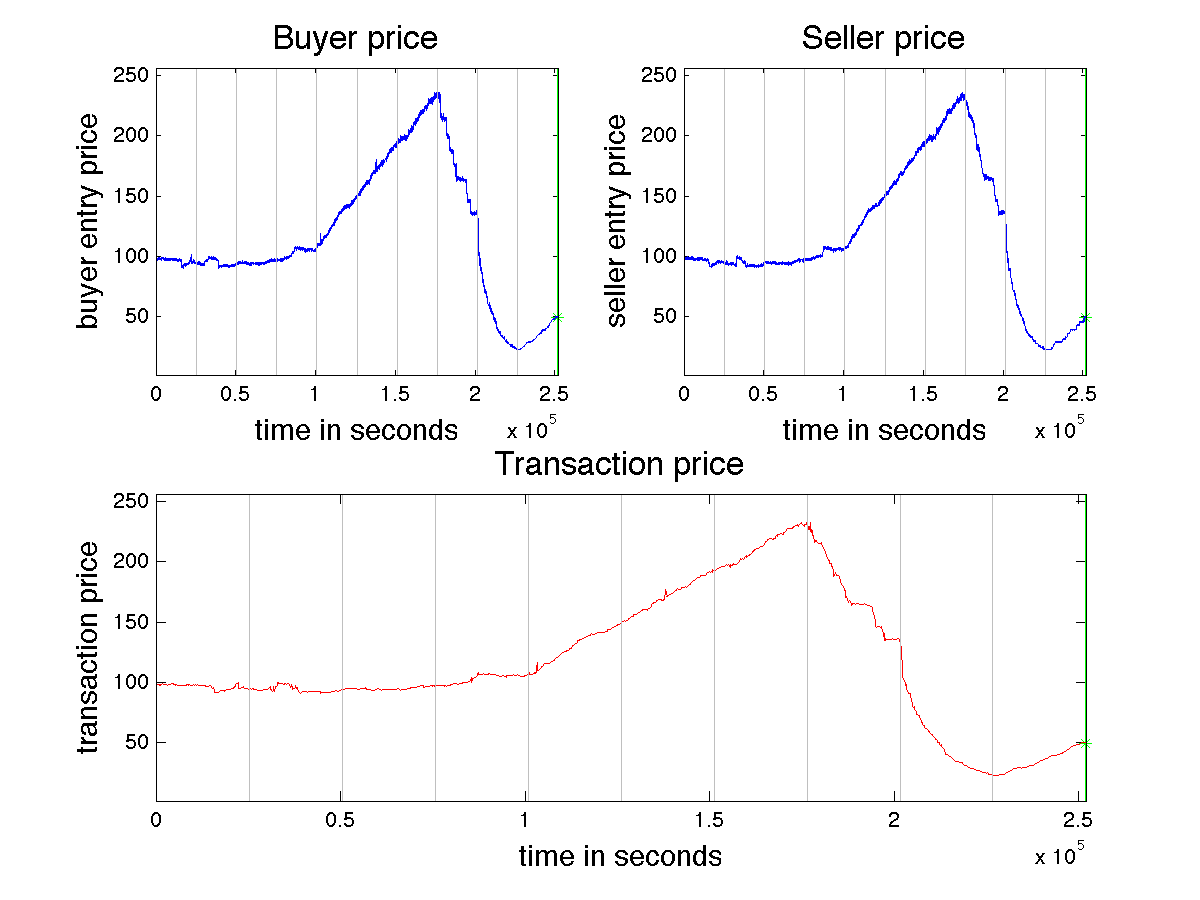 Buyer price
buyer entry price
250
200
150
100
50
0 0.5 1 1.5 2 2.5
x 10^5
time in seconds
Seller price
seller entry price
250
200
150
100
50
0 0.5 1 1.5 2 2.5
x 10^5
time in seconds
Transaction price
transaction price
250
200
150
100
50
0 0.5 1 1.5 2 2.5
x 10^5
time in seconds